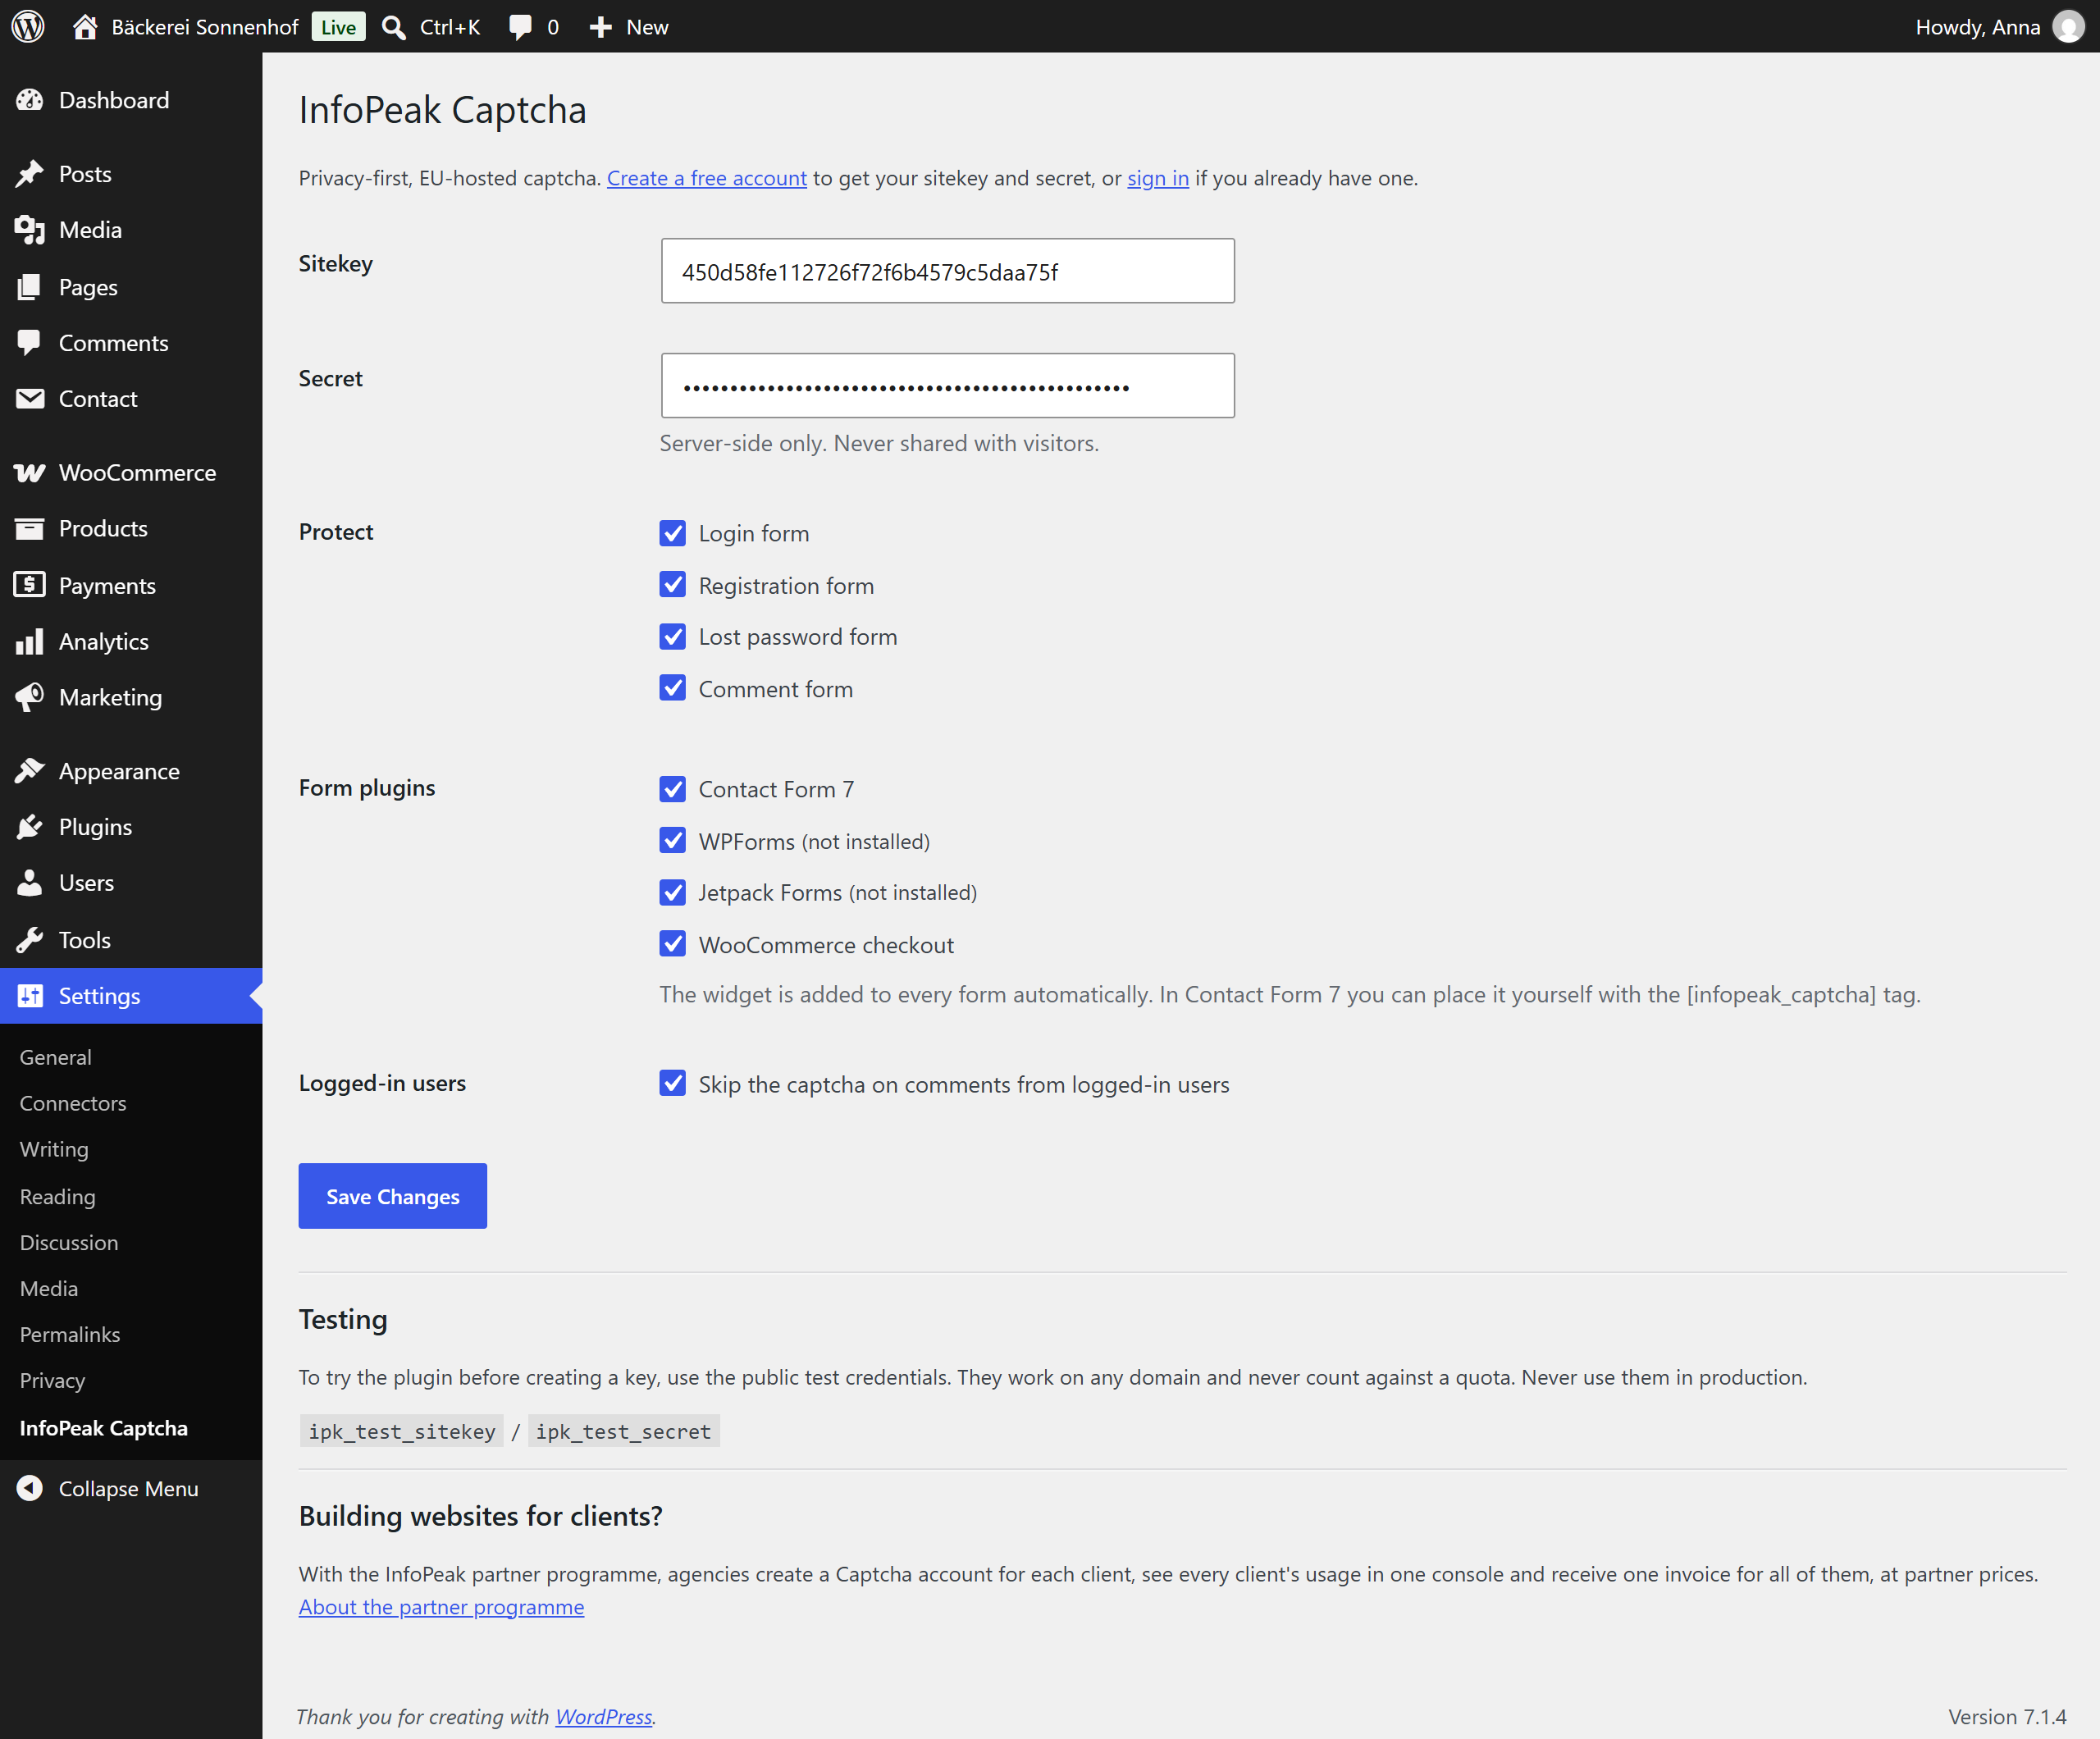 Bäckerei Sonnenhof Live Ctrl+K 0 New Howdy, Anna
Dashboard
Posts
Media
Pages
Comments
Contact
WooCommerce
Products
Payments
Analytics
Marketing
Appearance
Plugins
Users
Tools
Settings
General
Connectors
Writing
Reading
Discussion
Media
Permalinks
Privacy
InfoPeak Captcha
Collapse Menu
InfoPeak Captcha
Privacy-first, EU-hosted captcha. Create a free account to get your sitekey and secret, or sign in if you already have one.
Sitekey
450d58fe112726f72f6b4579c5daa75f
Secret
••••••••••••••••••••••••••••••••••••••••••••••••
Server-side only. Never shared with visitors.
Protect
Login form
Registration form
Lost password form
Comment form
Form plugins
Contact Form 7
WPForms (not installed)
Jetpack Forms (not installed)
WooCommerce checkout
The widget is added to every form automatically. In Contact Form 7 you can place it yourself with the [infopeak_captcha] tag.
Logged-in users
Skip the captcha on comments from logged-in users
Save Changes
Testing
To try the plugin before creating a key, use the public test credentials. They work on any domain and never count against a quota. Never use them in production.
ipk_test_sitekey / ipk_test_secret
Building websites for clients?
With the InfoPeak partner programme, agencies create a Captcha account for each client, see every client's usage in one console and receive one invoice for all of them, at partner prices.
About the partner programme
Thank you for creating with WordPress.
Version 7.1.4